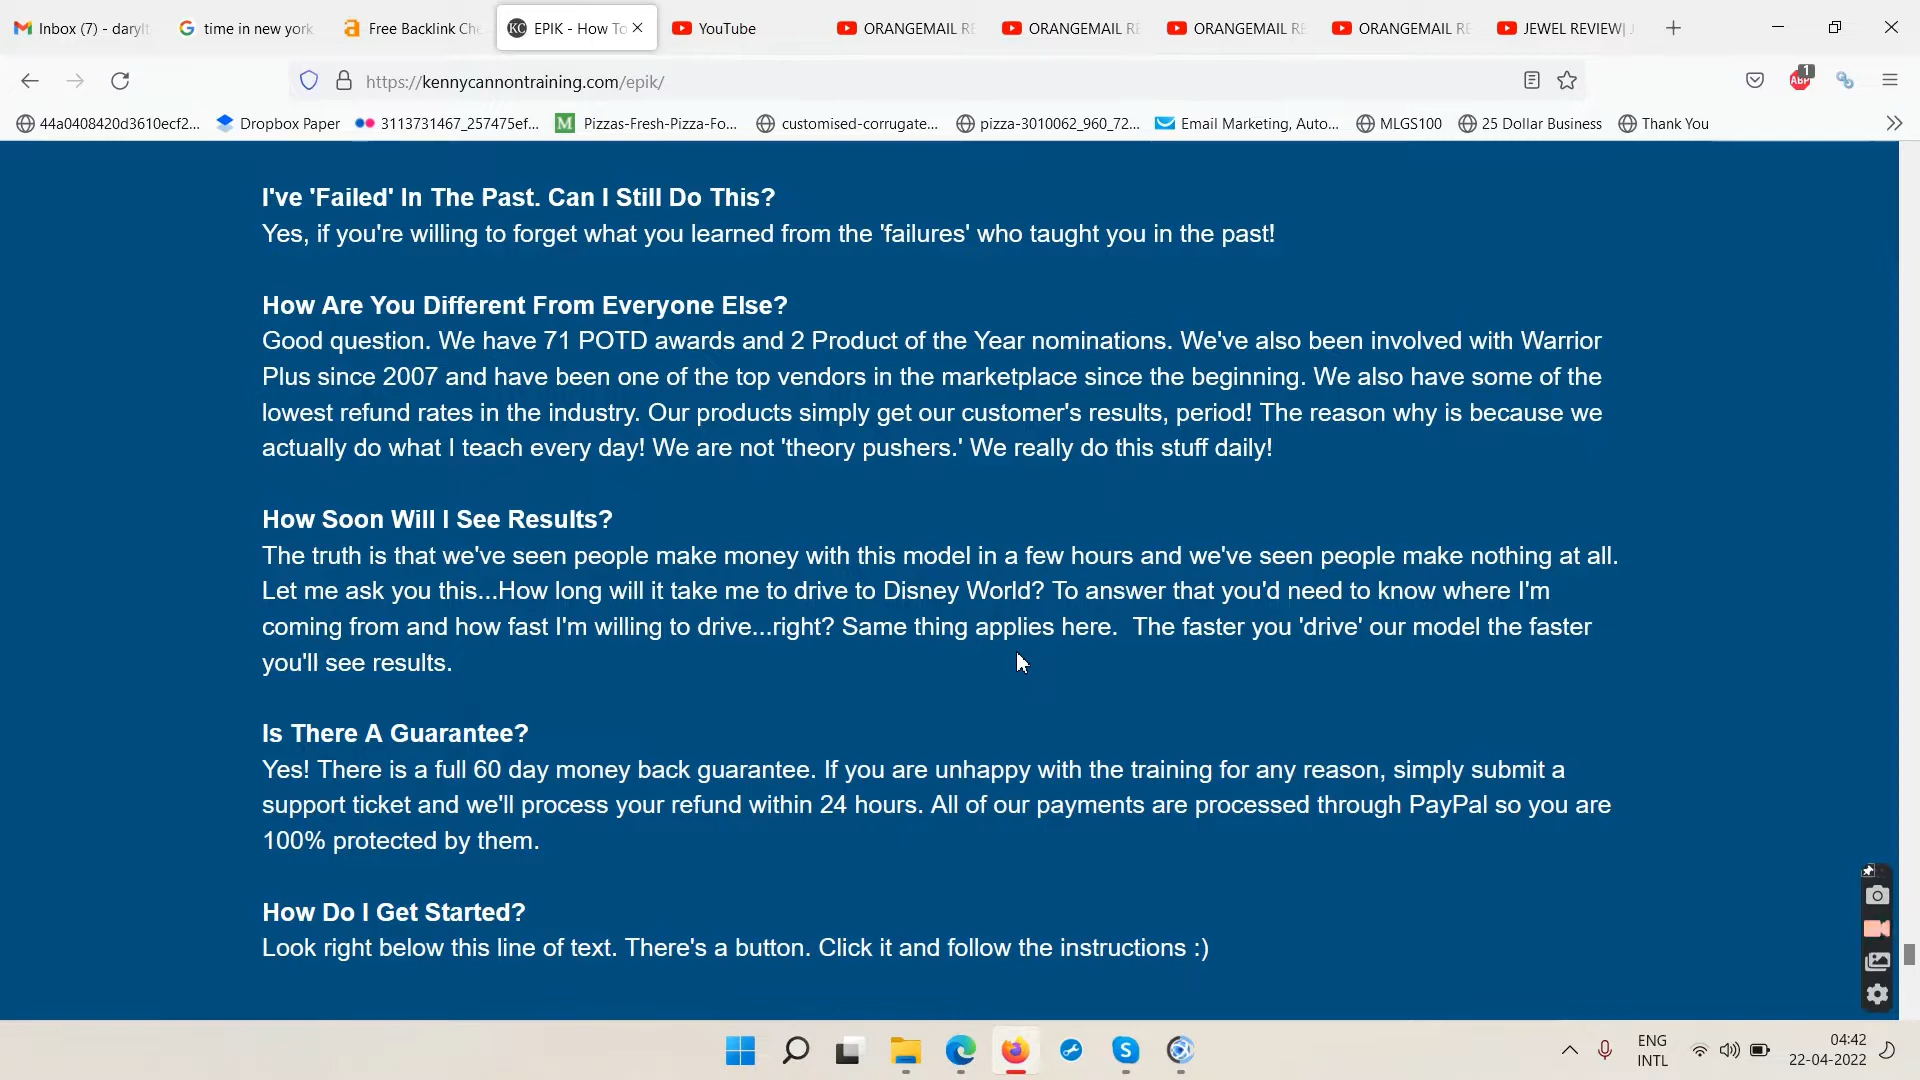 Inbox (7) - darylt
time in new york
Free Backlink Che
EPIK - How To
YouTube
ORANGEMAIL RE
ORANGEMAIL RE
ORANGEMAIL RE
ORANGEMAIL RE
JEWEL REVIEW| J
https://kennycannontraining.com/epik/
ABP
1
44a0408420d3610ecf2...
Dropbox Paper
3113731467_257475ef...
Pizzas-Fresh-Pizza-Fo...
customised-corrugate...
pizza-3010062_960_72...
Email Marketing, Auto...
MLGS100
25 Dollar Business
Thank You
I've 'Failed' In The Past. Can I Still Do This?
Yes, if you're willing to forget what you learned from the 'failures' who taught you in the past!
How Are You Different From Everyone Else?
Good question. We have 71 POTD awards and 2 Product of the Year nominations. We've also been involved with Warrior
Plus since 2007 and have been one of the top vendors in the marketplace since the beginning. We also have some of the
lowest refund rates in the industry. Our products simply get our customer's results, period! The reason why is because we
actually do what I teach every day! We are not 'theory pushers.' We really do this stuff daily!
How Soon Will I See Results?
The truth is that we've seen people make money with this model in a few hours and we've seen people make nothing at all.
Let me ask you this...How long will it take me to drive to Disney World? To answer that you'd need to know where I'm
coming from and how fast I'm willing to drive...right? Same thing applies here.  The faster you 'drive' our model the faster
you'll see results.
Is There A Guarantee?
Yes! There is a full 60 day money back guarantee. If you are unhappy with the training for any reason, simply submit a
support ticket and we'll process your refund within 24 hours. All of our payments are processed through PayPal so you are
100% protected by them.
How Do I Get Started?
Look right below this line of text. There's a button. Click it and follow the instructions :)
ENG
INTL
04:42
22-04-2022